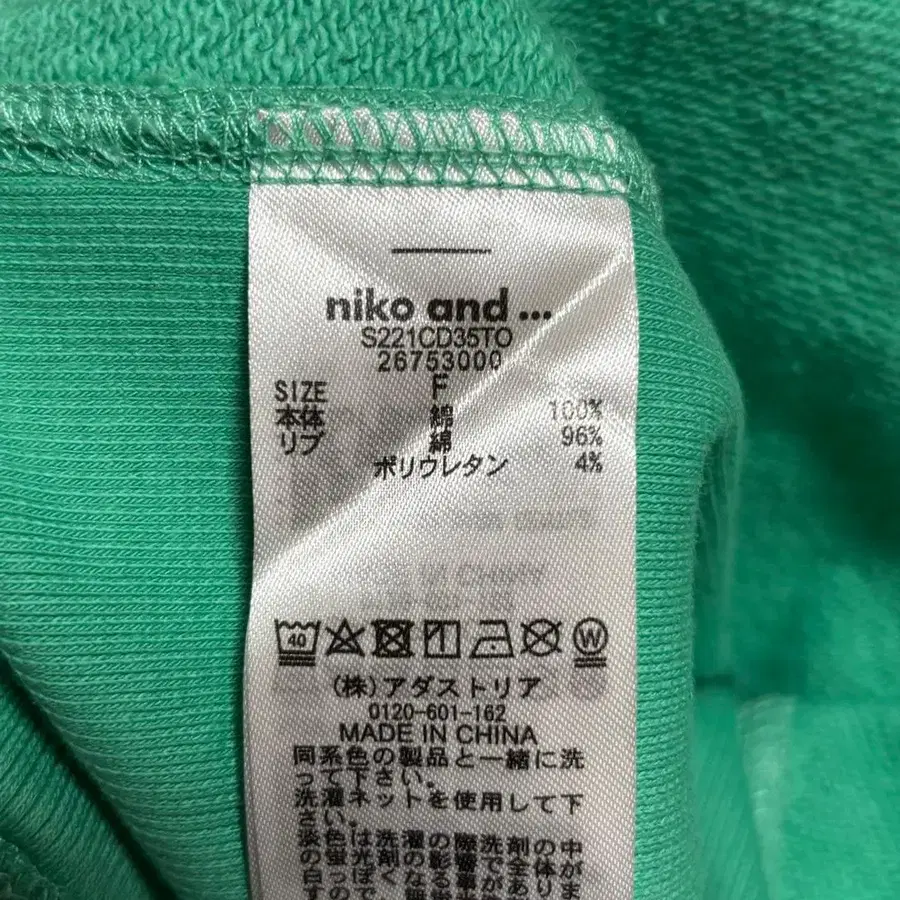 niko and ...
S221CD35TO
26753000
SIZE F
本体 綿 100%
リブ 綿 96%
ポリウレタン 4%
40 W
(株)アダストリア
0120-601-162
MADE IN CHINA
同系色の製品と一緒に洗
って下さい。
洗濯ネットを使用して下
さい。